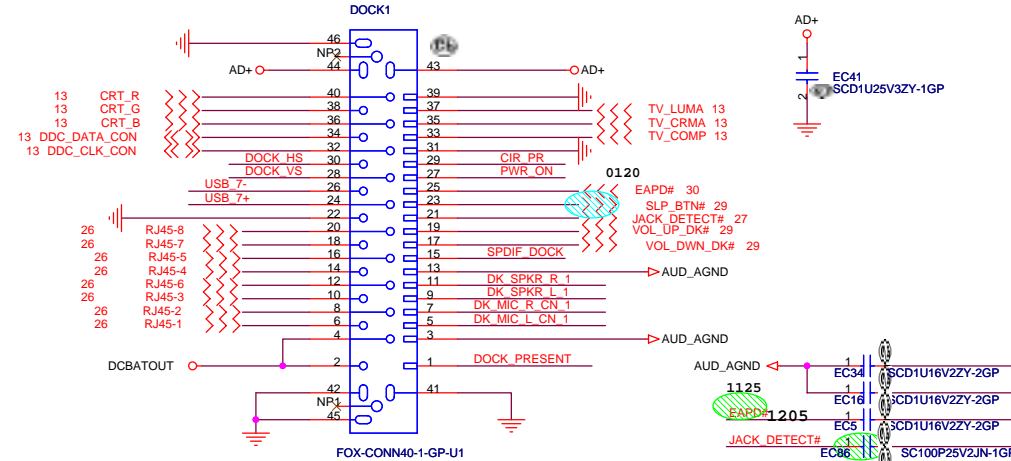 DOCK1
AD+
46
NP2
AD+ 44 43 AD+
1
EC41
SCD1U25V3ZY-1GP
2
13 CRT_R 40 39
13 CRT_G 38 37 TV_LUMA 13
13 CRT_B 36 35 TV_CRMA 13
13 DDC_DATA_CON 34 33 TV_COMP 13
13 DDC_CLK_CON 32 31
DOCK_HS 30 29 CIR_PR
DOCK_VS 28 27 PWR_ON
0120
USB_7- 26 25 EAPD# 30
USB_7+ 24 23 SLP_BTN# 29
22 21 JACK_DETECT# 27
26 RJ45-8 20 19 VOL_UP_DK# 29
RJ45-7 18 17 VOL_DWN_DK# 29
26 RJ45-5 16 15 SPDIF_DOCK
RJ45-4 14 13 AUD_AGND
26 RJ45-6 12 11 DK_SPKR_R_1
RJ45-3 10 9 DK_SPKR_L_1
26 RJ45-2 8 7 DK_MIC_R_CN_1
26 RJ45-1 6 5 DK_MIC_L_CN_1
4 3 AUD_AGND
DCBATOUT 2 1 DOCK_PRESENT
AUD_AGND 1
EC34 SCD1U16V2ZY-2GP
42 41
1125
1
EC16 SCD1U16V2ZY-2GP
NP1
45
EAPD# 1205 1
EC5 SCD1U16V2ZY-2GP
JACK_DETECT# 1
EC86 SC100P25V2JN-1GP
FOX-CONN40-1-GP-U1